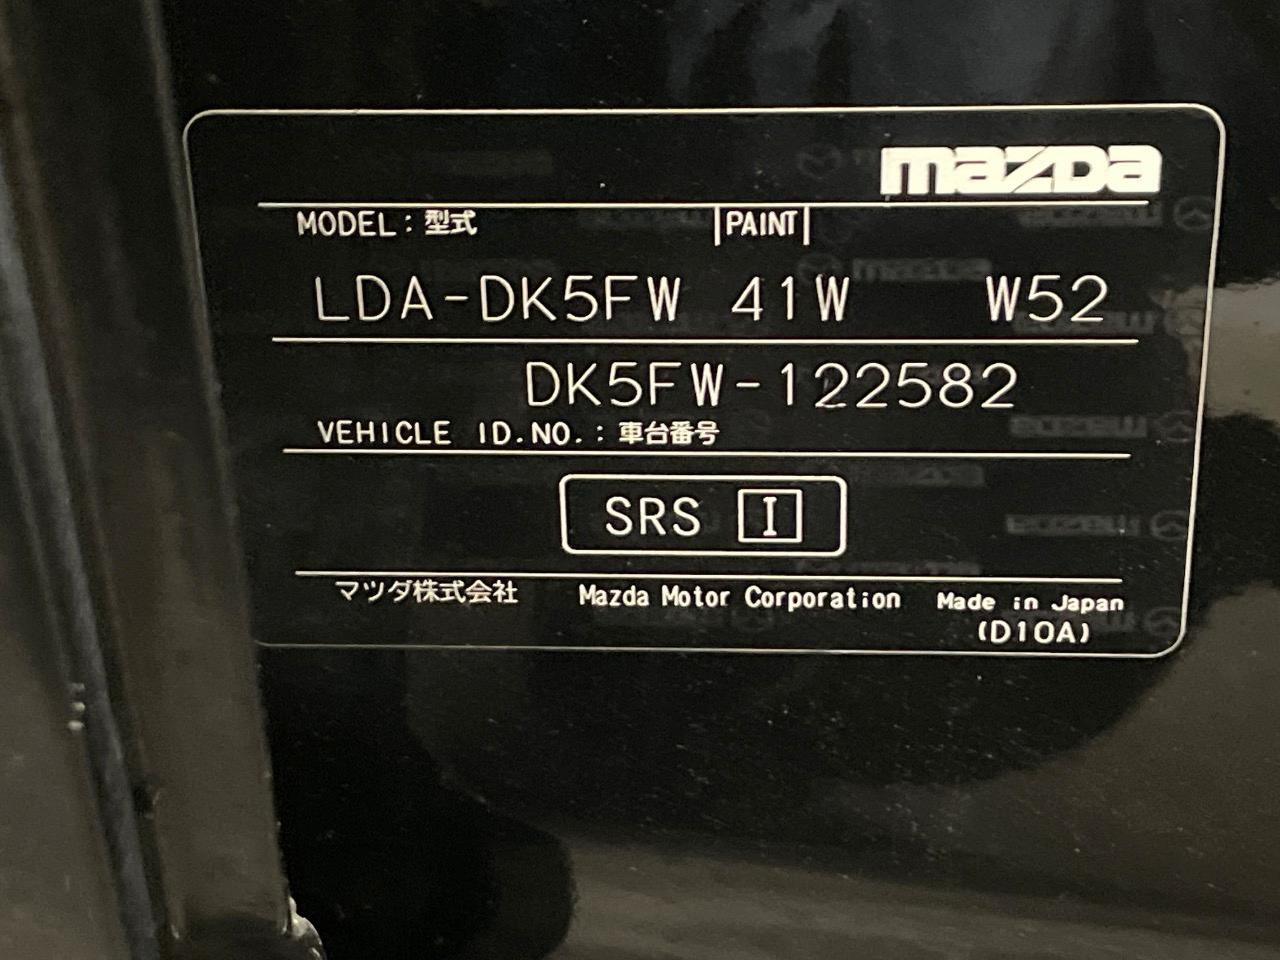 mazda
MODEL: 型式 PAINT
LDA-DK5FW 41W W52
DK5FW-122582
VEHICLE ID.NO.: 車台番号
SRS I
マツダ株式会社 Mazda Motor Corporation Made in Japan
(D10A)